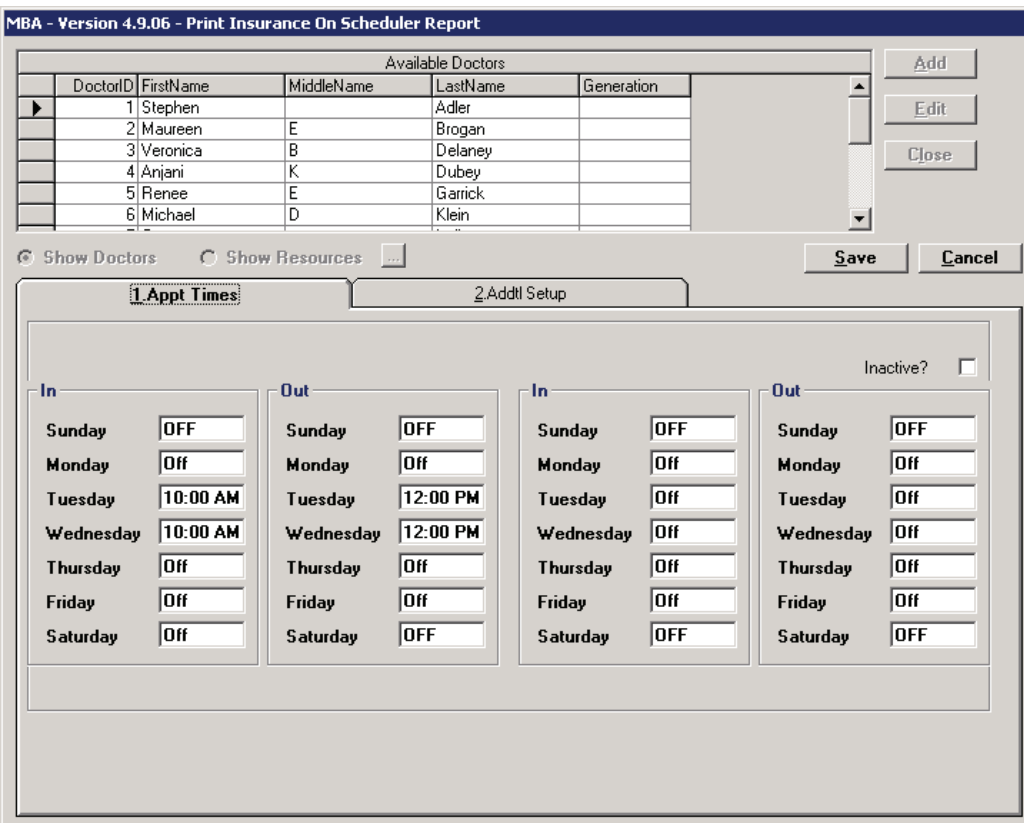 MBA - Version 4.9.06 - Print Insurance On Scheduler Report
Available Doctors
DoctorID FirstName MiddleName LastName Generation
1 Stephen Adler
2 Maureen E Brogan
3 Veronica B Delaney
4 Anjani K Dubey
5 Renee E Garrick
6 Michael D Klein
Add
Edit
Close
Show Doctors Show Resources ... Save Cancel
1.Appt Times 2.Addtl Setup
Inactive?
In Out In Out
Sunday OFF Sunday OFF Sunday OFF Sunday OFF
Monday Off Monday Off Monday Off Monday Off
Tuesday 10:00 AM Tuesday 12:00 PM Tuesday Off Tuesday Off
Wednesday 10:00 AM Wednesday 12:00 PM Wednesday Off Wednesday Off
Thursday Off Thursday Off Thursday Off Thursday Off
Friday Off Friday Off Friday Off Friday Off
Saturday Off Saturday OFF Saturday OFF Saturday OFF